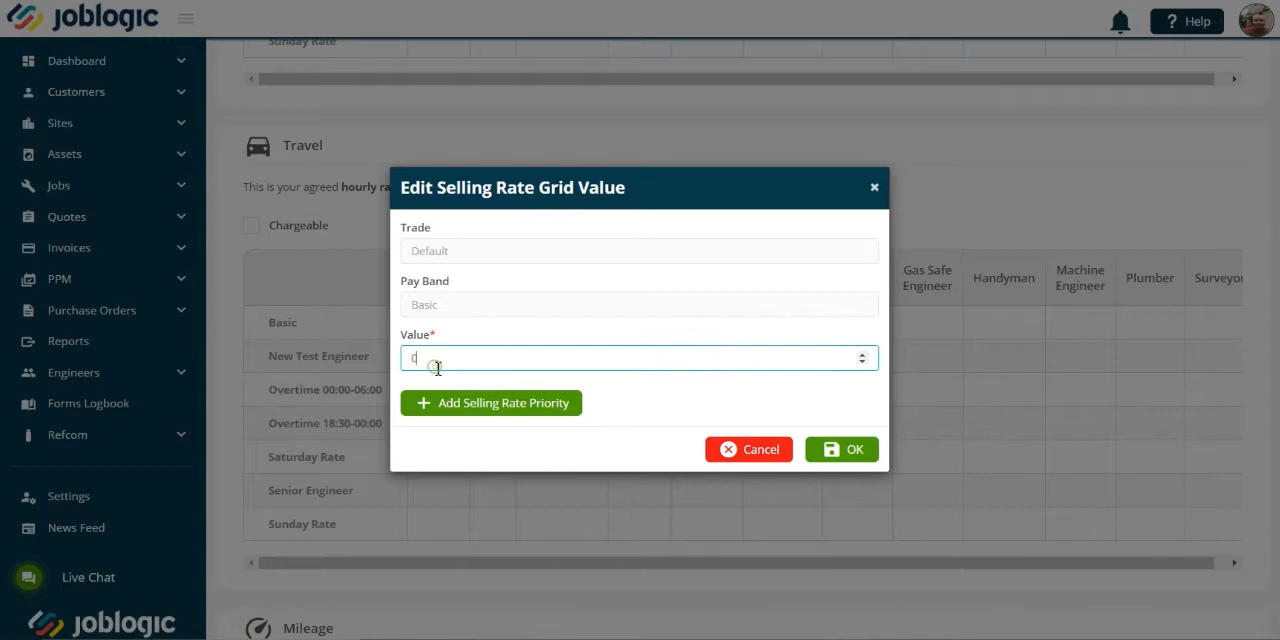 joblogic
Help
Dashboard
Customers
Sites
Assets
Jobs
Quotes
Invoices
PPM
Purchase Orders
Reports
Engineers
Forms Logbook
Refcom
Settings
News Feed
Live Chat
joblogic
Sunday Rate
Travel
This is your agreed hourly ra
Chargeable
Gas Safe
Engineer
Handyman
Machine
Engineer
Plumber
Surveyor
Basic
New Test Engineer
Overtime 00:00-06:00
Overtime 18:30-00:00
Saturday Rate
Senior Engineer
Sunday Rate
Mileage
Edit Selling Rate Grid Value
×
Trade
Default
Pay Band
Basic
Value*
0
+ Add Selling Rate Priority
Cancel
OK